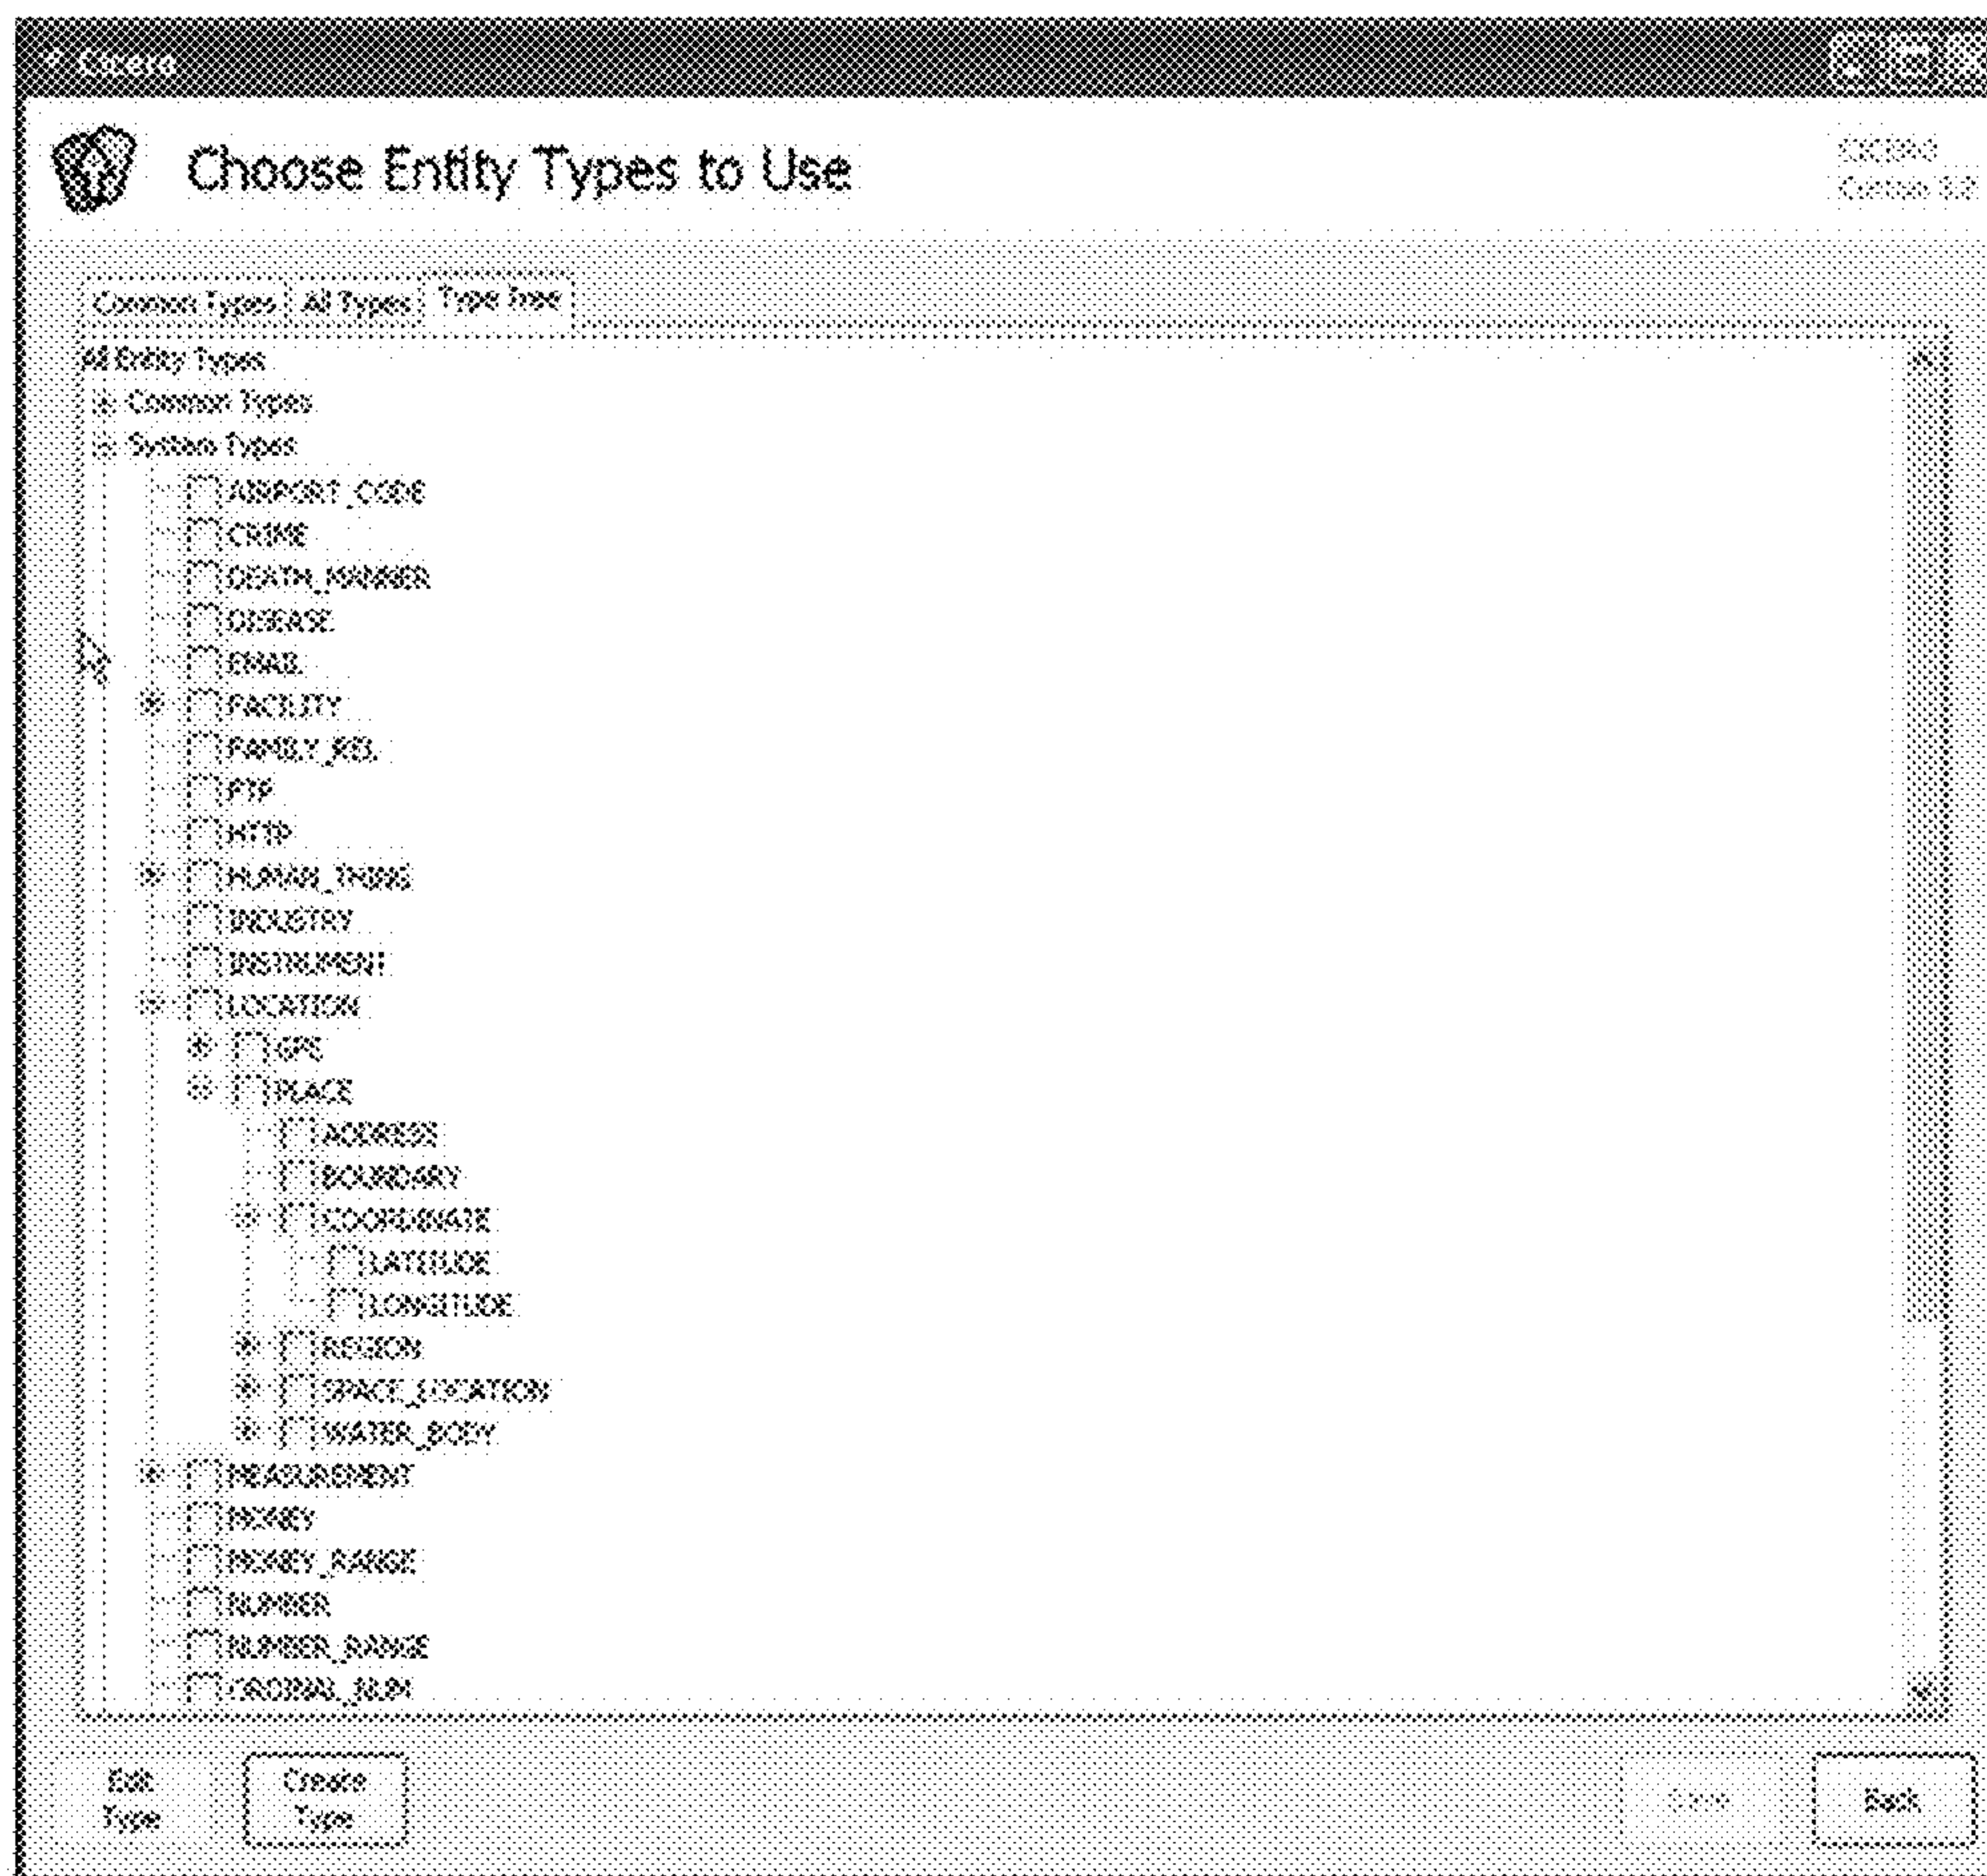 Cicero
Choose Entity Types to Use
Common Types All Types Type Tree
All Entity Types
Common Types
System Types
AIRPORT_CODE
CRIME
DEATH_MANNER
DISEASE
EMAIL
FACILITY
FAMILY_REL
FTP
HTTP
HUMAN_THING
INDUSTRY
INSTRUMENT
LOCATION
GPE
PLACE
ADDRESS
BOUNDARY
COORDINATE
LATITUDE
LONGITUDE
REGION
SPACE_LOCATION
WATER_BODY
MEASUREMENT
MONEY
MONEY_RANGE
NUMBER
NUMBER_RANGE
ORDINAL_NUM
Edit
Type
Create
Type
Back